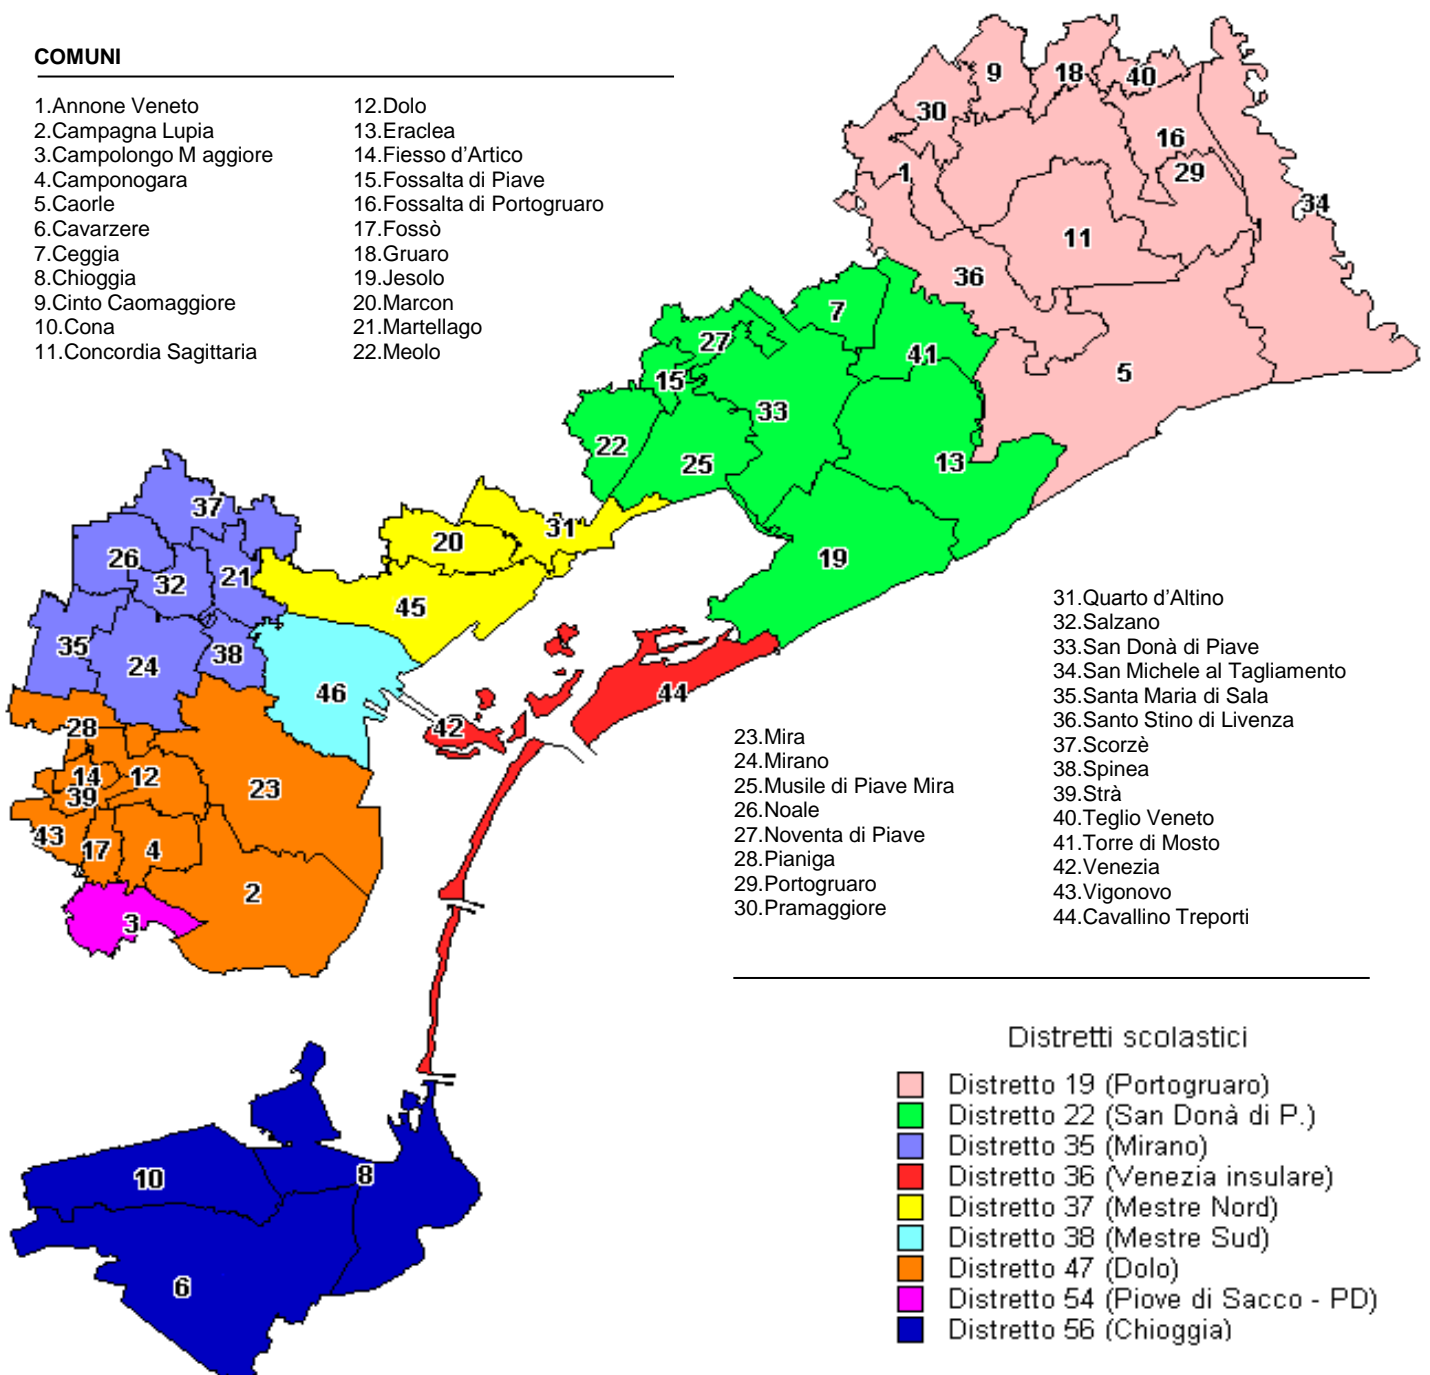 COMUNI
1.Annone Veneto
2.Campagna Lupia
3.Campolongo M aggiore
4.Camponogara
5.Caorle
6.Cavarzere
7.Ceggia
8.Chioggia
9.Cinto Caomaggiore
10.Cona
11.Concordia Sagittaria
12.Dolo
13.Eraclea
14.Fiesso d'Artico
15.Fossalta di Piave
16.Fossalta di Portogruaro
17.Fossò
18.Gruaro
19.Jesolo
20.Marcon
21.Martellago
22.Meolo
9
18
40
30
16
1
29
34
11
36
7
27
41
15
5
33
22
25
13
37
31
20
26
32
21
19
45
35
24
38
46
44
42
28
14
12
39
23
43
17
4
2
3
10
8
6
23.Mira
24.Mirano
25.Musile di Piave Mira
26.Noale
27.Noventa di Piave
28.Pianiga
29.Portogruaro
30.Pramaggiore
31.Quarto d'Altino
32.Salzano
33.San Donà di Piave
34.San Michele al Tagliamento
35.Santa Maria di Sala
36.Santo Stino di Livenza
37.Scorzè
38.Spinea
39.Strà
40.Teglio Veneto
41.Torre di Mosto
42.Venezia
43.Vigonovo
44.Cavallino Treporti
Distretti scolastici
Distretto 19 (Portogruaro)
Distretto 22 (San Donà di P.)
Distretto 35 (Mirano)
Distretto 36 (Venezia insulare)
Distretto 37 (Mestre Nord)
Distretto 38 (Mestre Sud)
Distretto 47 (Dolo)
Distretto 54 (Piove di Sacco - PD)
Distretto 56 (Chioggia)